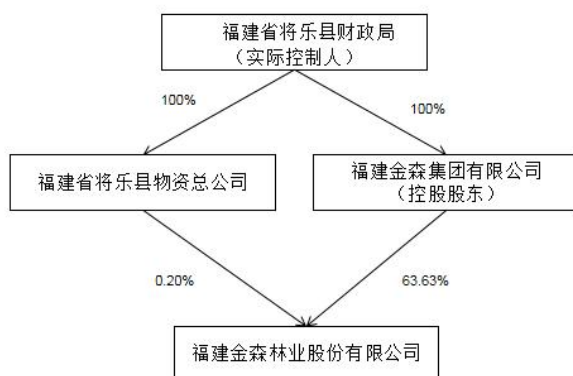 福建省将乐县财政局
（实际控制人）
100%
100%
福建省将乐县物资总公司
福建金森集团有限公司
（控股股东）
0.20%
63.63%
福建金森林业股份有限公司